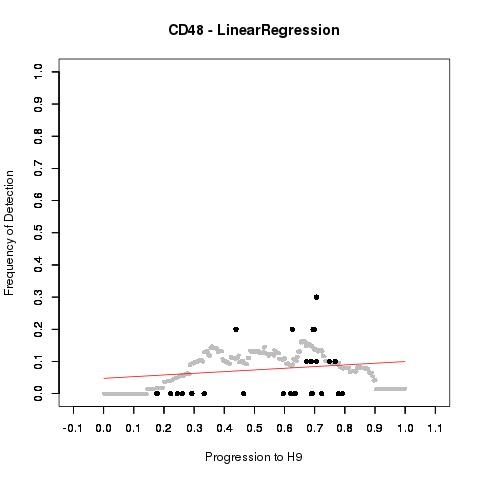 CD48 - LinearRegression
1.0
0.9
0.8
0.7
0.6
0.5
0.4
0.3
0.2
0.1
0.0
Frequency of Detection
-0.1 0.0 0.1 0.2 0.3 0.4 0.5 0.6 0.7 0.8 0.9 1.0 1.1
Progression to H9